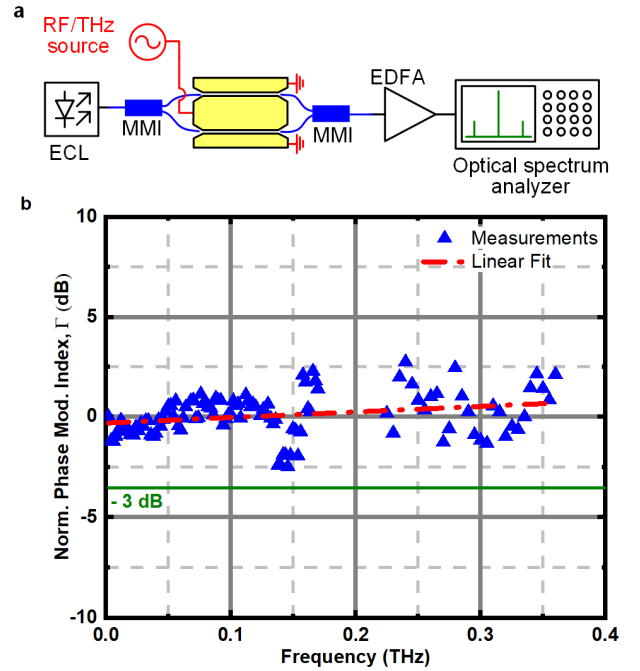 a
RF/THz
source
ECL
MMI
MMI
EDFA
Optical spectrum
analyzer
b
Norm. Phase Mod. Index, Γ (dB)
10
5
0
-5
-10
Measurements
Linear Fit
- 3 dB
0.0 0.1 0.2 0.3 0.4
Frequency (THz)